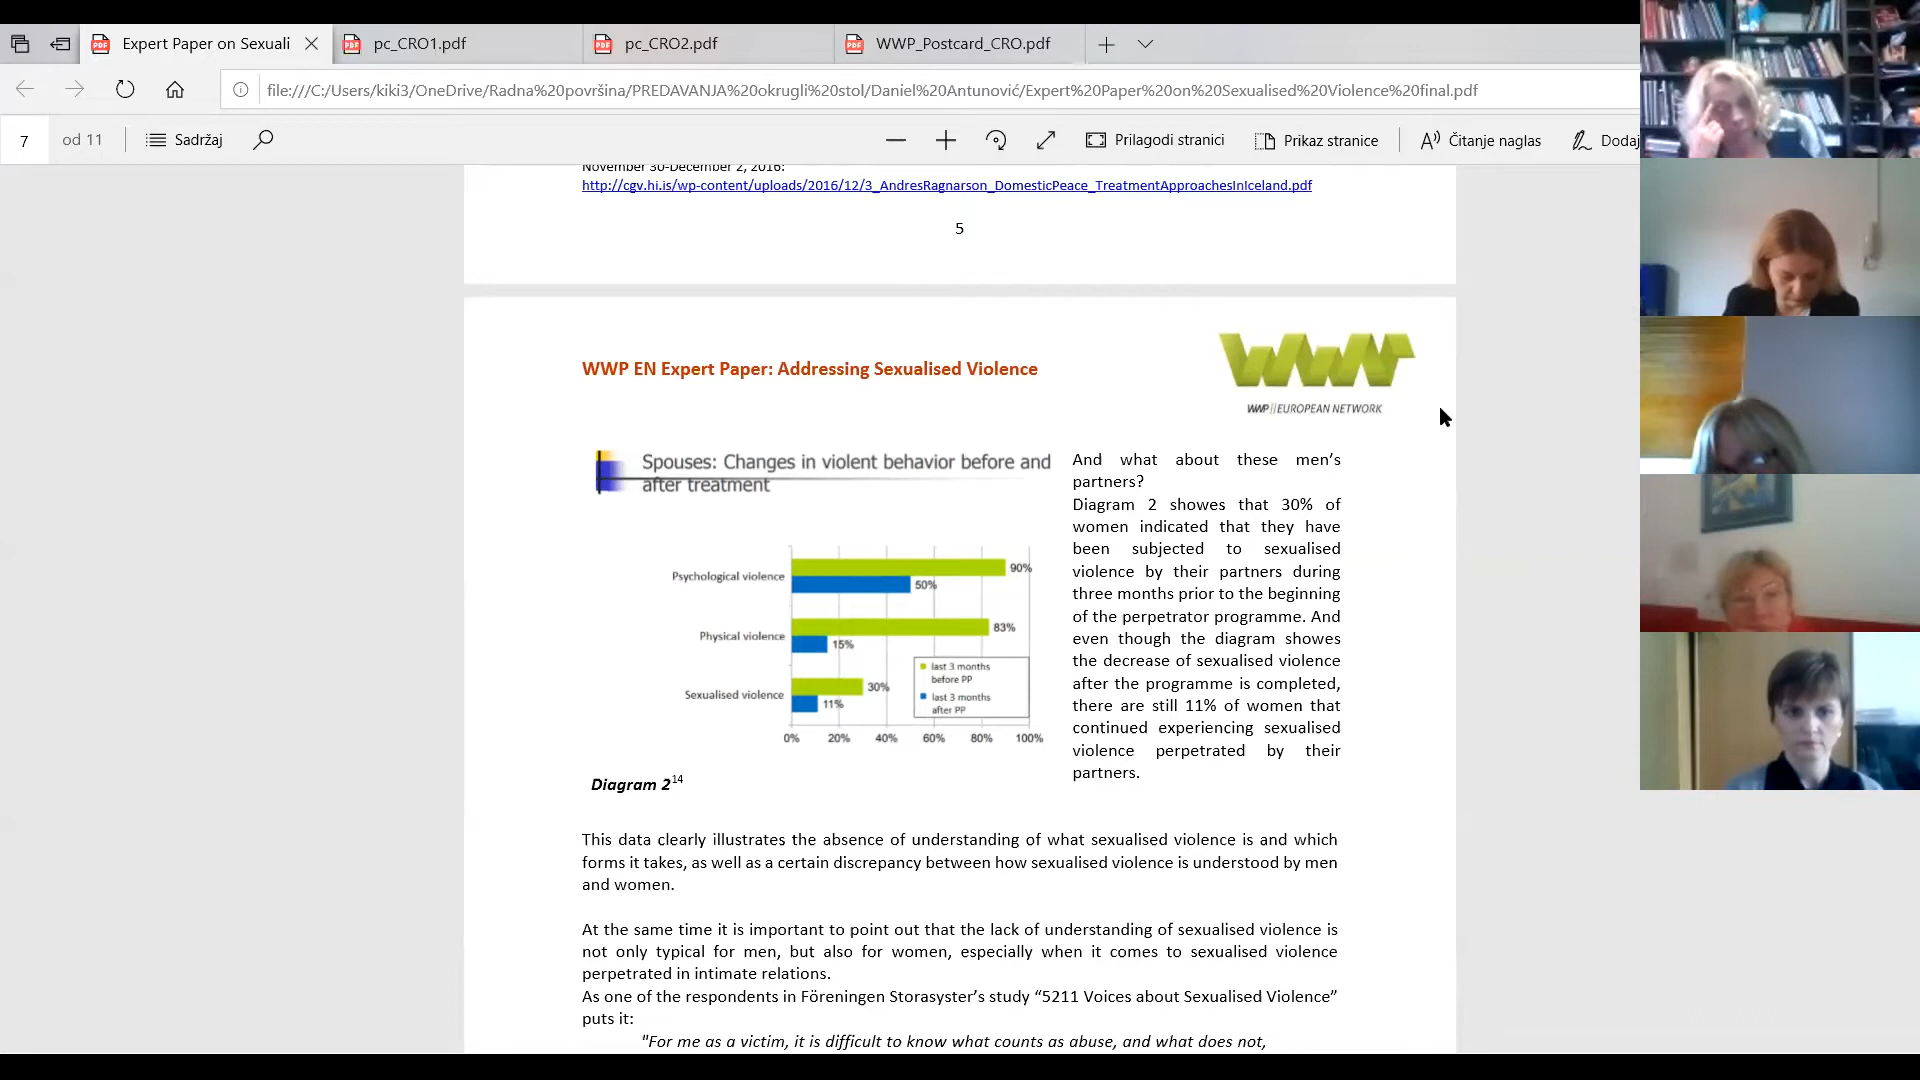 Expert Paper on Sexuali
pc_CRO1.pdf
pc_CRO2.pdf
WWP_Postcard_CRO.pdf
file:///C:/Users/kiki3/OneDrive/Radna%20površina/PREDAVANJA%20okrugli%20stol/Daniel%20Antunović/Expert%20Paper%20on%20Sexualised%20Violence%20final.pdf
7
od 11
Sadržaj
Prilagodi stranici
Prikaz stranice
Čitanje naglas
Dodaj
November 30-December 2, 2016:
http://cgv.hi.is/wp-content/uploads/2016/12/3_AndresRagnarson_DomesticPeace_TreatmentApproachesInIceland.pdf
5
WWP EN Expert Paper: Addressing Sexualised Violence
WWP||EUROPEAN NETWORK
Spouses: Changes in violent behavior before and
after treatment
Psychological violence
90%
50%
Physical violence
83%
15%
Sexualised violence
30%
11%
last 3 months
before PP
last 3 months
after PP
0% 20% 40% 60% 80% 100%
Diagram 2¹⁴
And what about these men’s
partners?
Diagram 2 showes that 30% of
women indicated that they have
been subjected to sexualised
violence by their partners during
three months prior to the beginning
of the perpetrator programme. And
even though the diagram showes
the decrease of sexualised violence
after the programme is completed,
there are still 11% of women that
continued experiencing sexualised
violence perpetrated by their
partners.
This data clearly illustrates the absence of understanding of what sexualised violence is and which
forms it takes, as well as a certain discrepancy between how sexualised violence is understood by men
and women.
At the same time it is important to point out that the lack of understanding of sexualised violence is
not only typical for men, but also for women, especially when it comes to sexualised violence
perpetrated in intimate relations.
As one of the respondents in Föreningen Storasyster’s study “5211 Voices about Sexualised Violence”
puts it:
"For me as a victim, it is difficult to know what counts as abuse, and what does not,